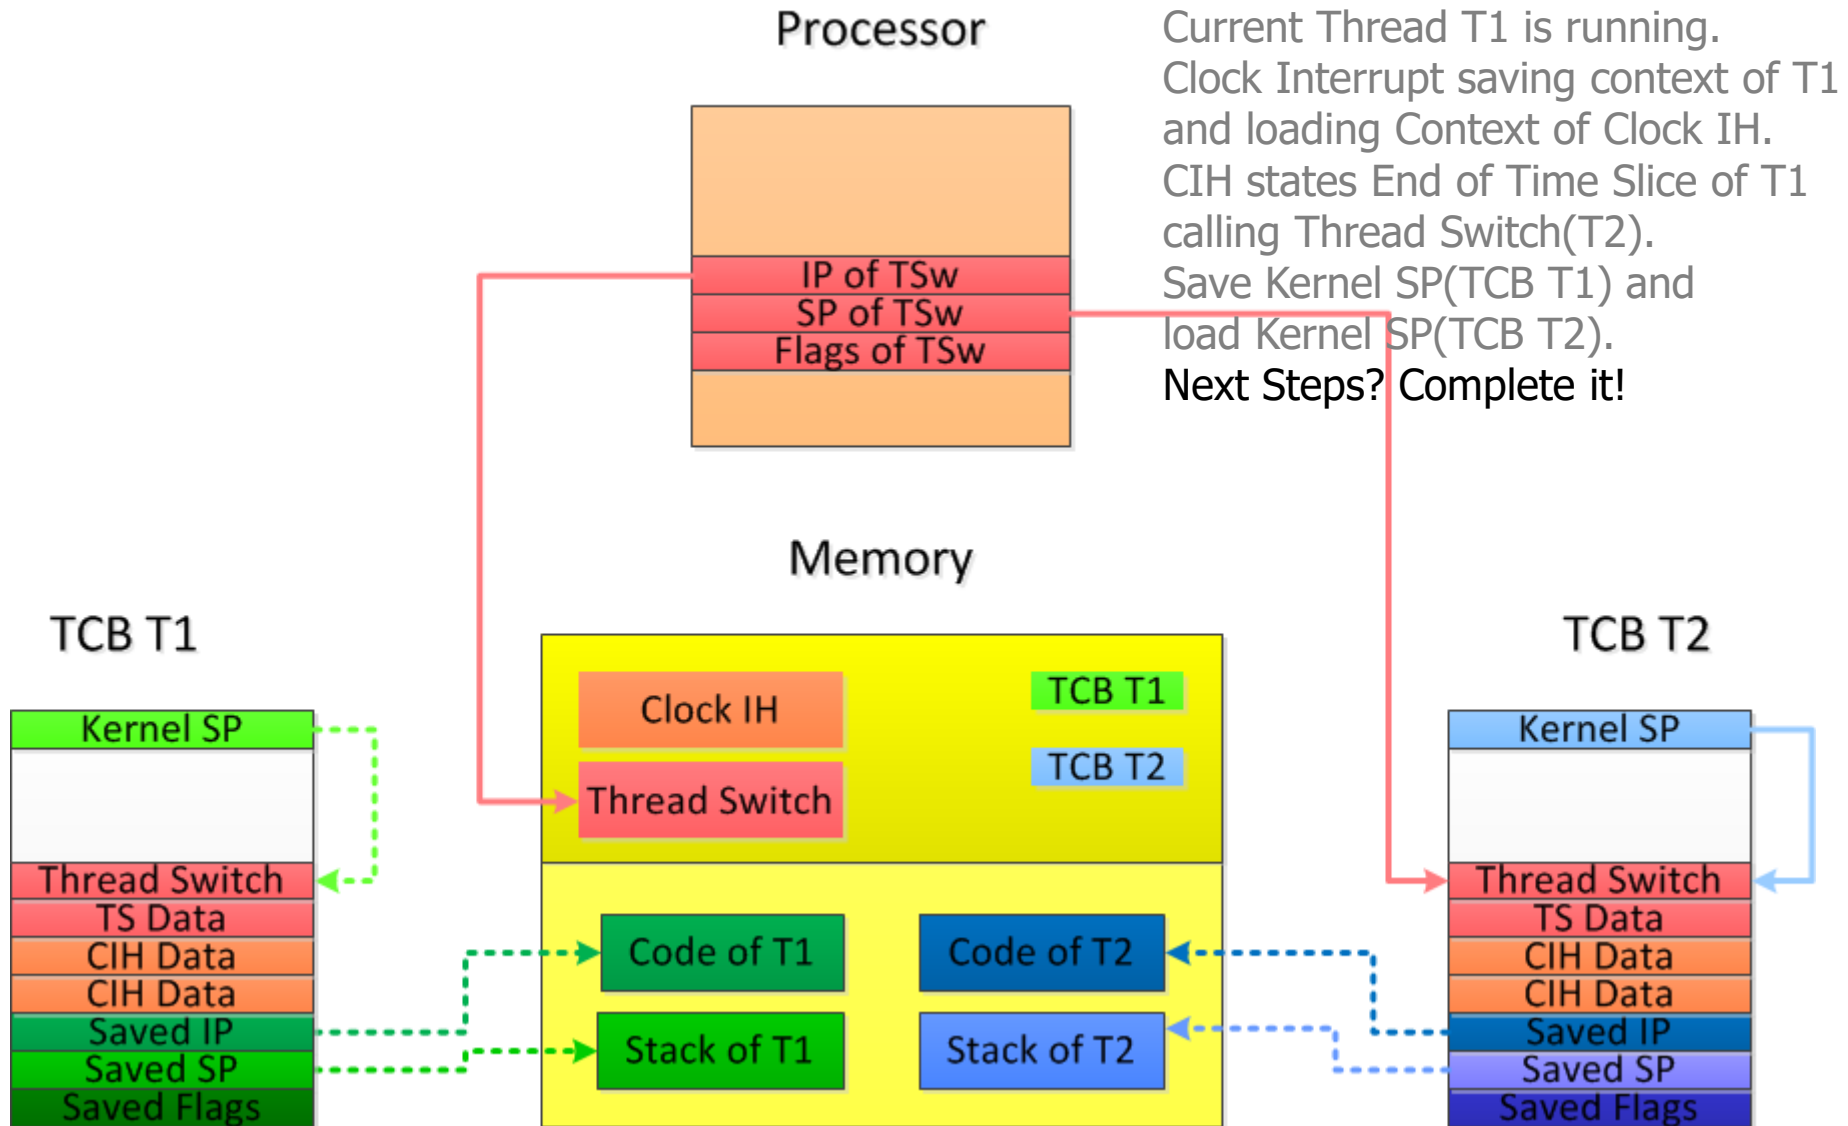 Processor
Current Thread T1 is running.
Clock Interrupt saving context of T1
and loading Context of Clock IH.
CIH states End of Time Slice of T1
calling Thread Switch(T2).
Save Kernel SP(TCB T1) and
load Kernel SP(TCB T2).
Next Steps? Complete it!
IP of TSw
SP of TSw
Flags of TSw
Memory
TCB T1
Kernel SP
Thread Switch
TS Data
CIH Data
CIH Data
Saved IP
Saved SP
Saved Flags
Clock IH
Thread Switch
TCB T1
TCB T2
Code of T1
Code of T2
Stack of T1
Stack of T2
TCB T2
Kernel SP
Thread Switch
TS Data
CIH Data
CIH Data
Saved IP
Saved SP
Saved Flags